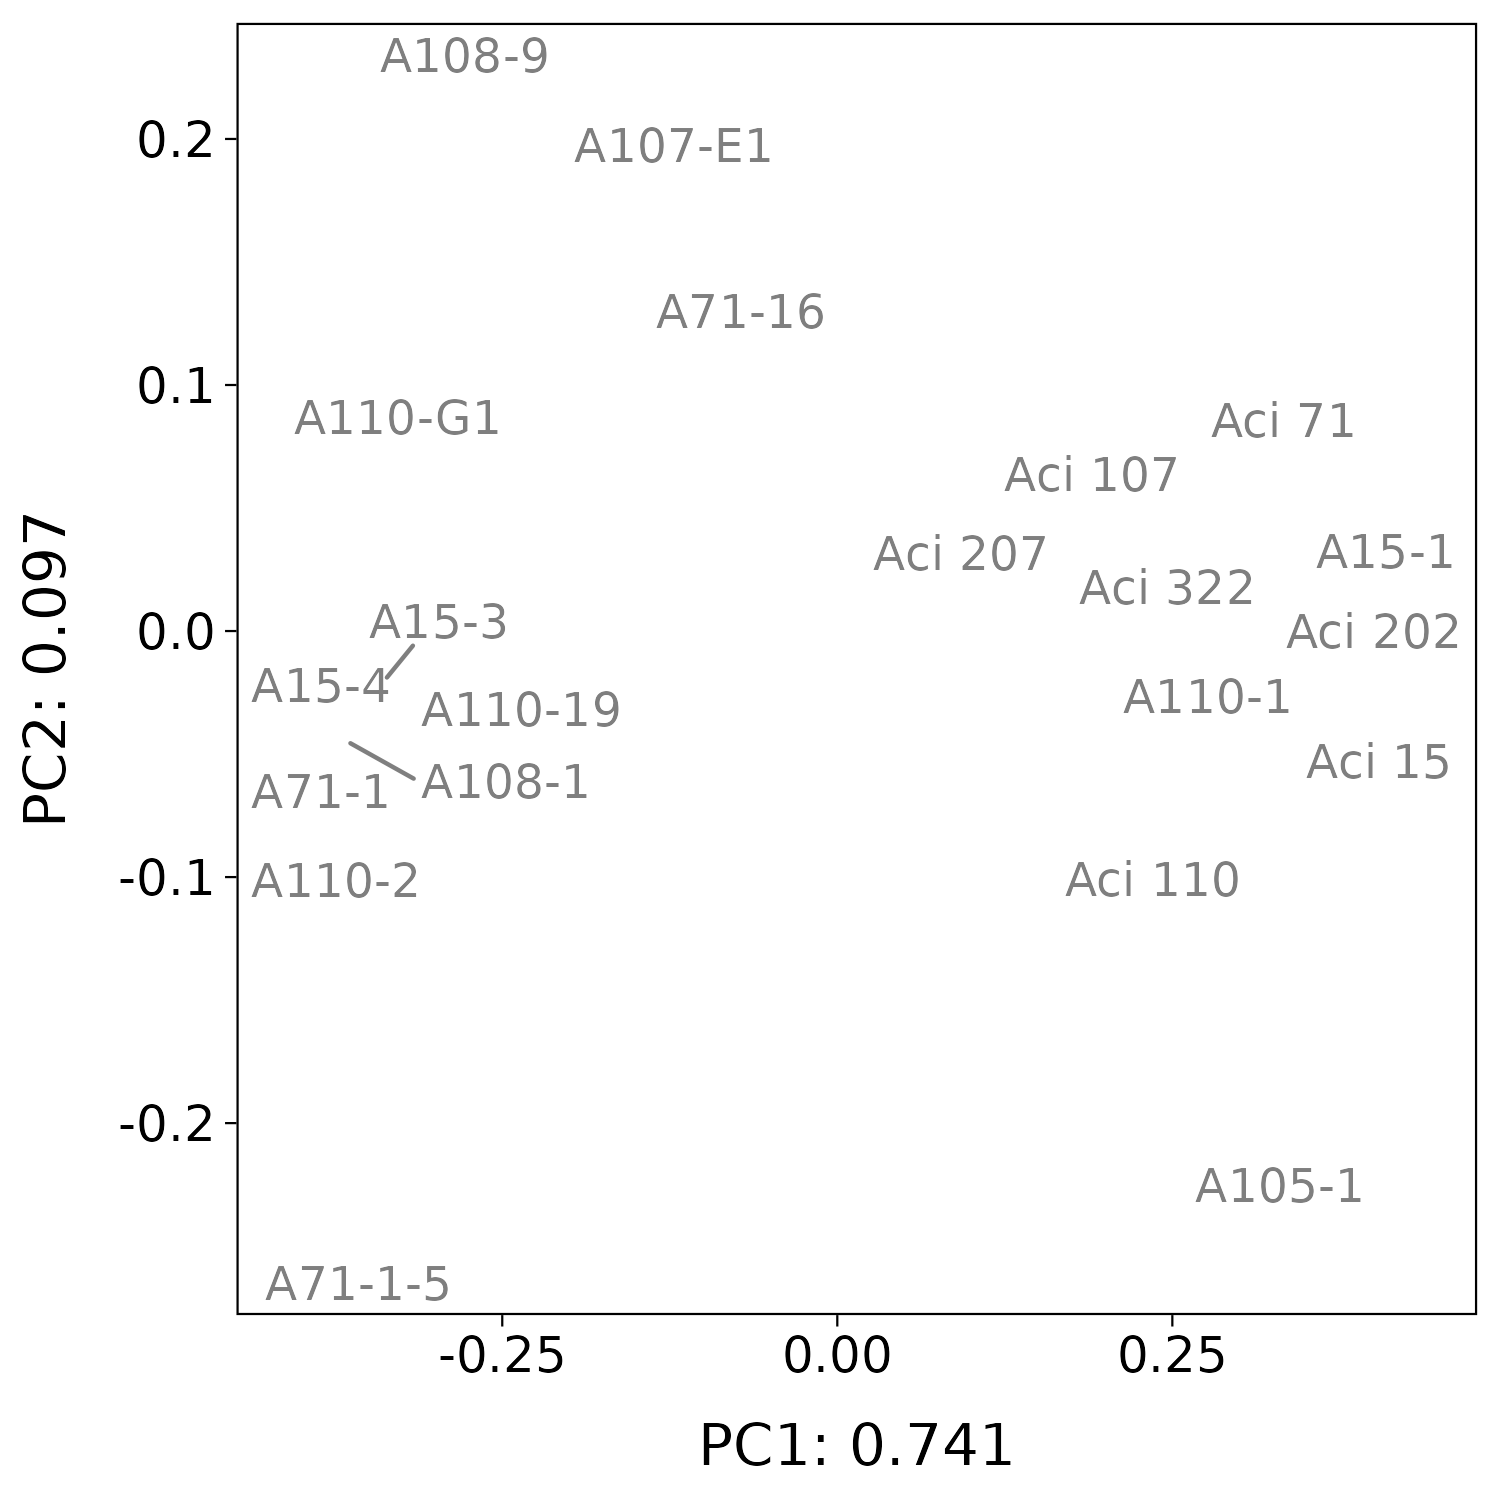 A108-9
0.2
A107-E1
A71-16
0.1
A110-G1
Aci 71
Aci 107
PC2: 0.097
Aci 207
A15-1
Aci 322
A15-3
0.0
Aci 202
A15-4
A110-19
A110-1
Aci 15
A108-1
A71-1
-0.1
A110-2
Aci 110
-0.2
A105-1
A71-1-5
-0.25
0.00
0.25
PC1: 0.741